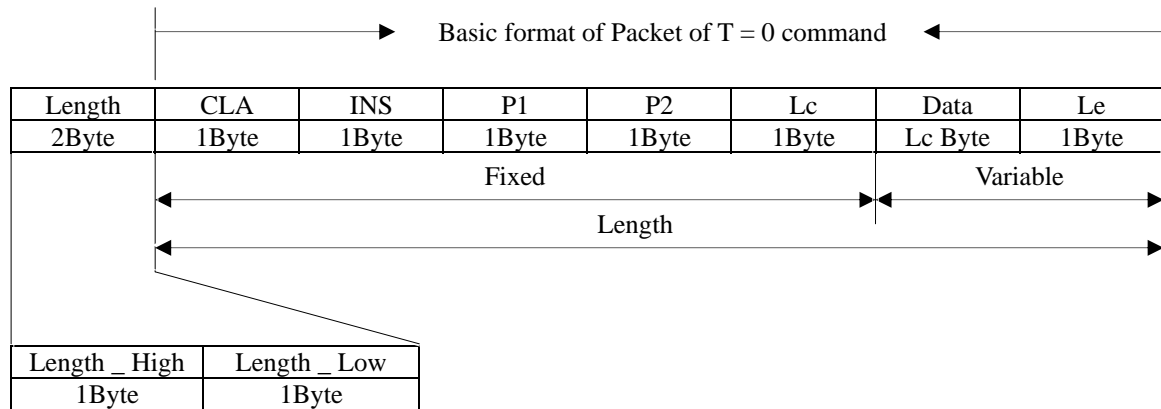 Basic format of Packet of T = 0 command
Length CLA INS P1 P2 Lc Data Le
2Byte 1Byte 1Byte 1Byte 1Byte 1Byte Lc Byte 1Byte
Fixed Variable
Length
Length _ High Length _ Low
1Byte 1Byte